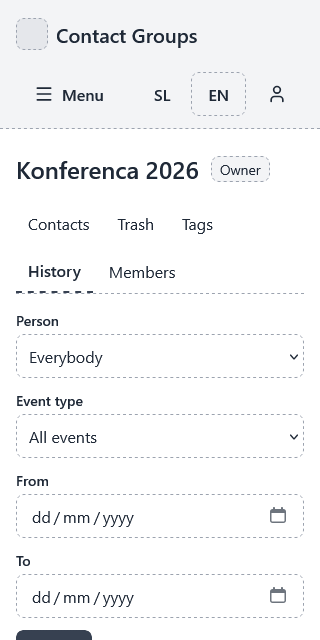 Contact Groups
Menu SL EN
Konferenca 2026 Owner
Contacts Trash Tags
History Members
Person
Everybody
Event type
All events
From
dd/mm/yyyy
To
dd/mm/yyyy